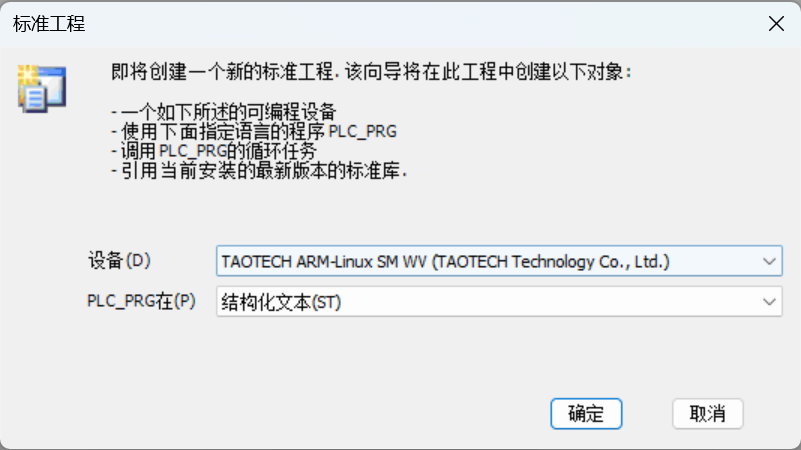 标准工程
即将创建一个新的标准工程. 该向导将在此工程中创建以下对象:
- 一个如下所述的可编程设备
- 使用下面指定语言的程序 PLC_PRG
- 调用 PLC_PRG的循环任务
- 引用当前安装的最新版本的标准库.
设备(D)
TAOTECH ARM-Linux SM WV (TAOTECH Technology Co., Ltd.)
PLC_PRG在(P)
结构化文本(ST)
确定
取消